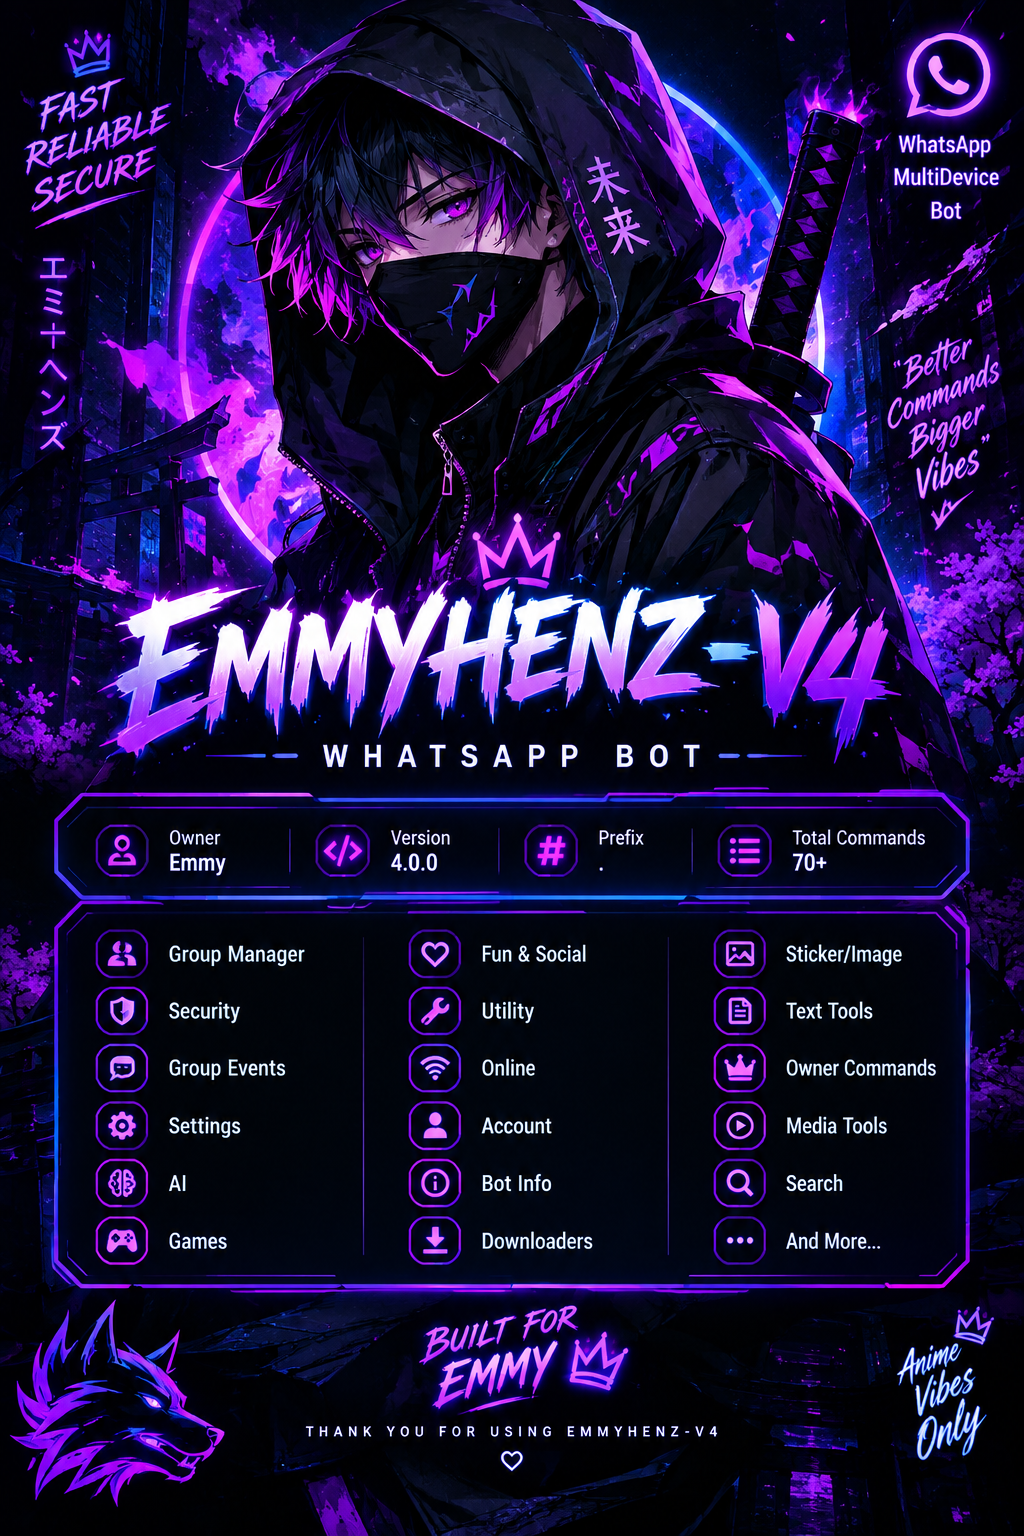 FAST
RELIABLE
SECURE
エミーヘンズ
未来
WhatsApp
MultiDevice
Bot
"Better
Commands
Bigger
Vibes"
EMMYHENZ-V4
WHATSAPP BOT
Owner
Emmy
Version
4.0.0
Prefix
.
Total Commands
70+
Group Manager
Security
Group Events
Settings
AI
Games
Fun & Social
Utility
Online
Account
Bot Info
Downloaders
Sticker/Image
Text Tools
Owner Commands
Media Tools
Search
And More...
BUILT FOR
EMMY
THANK YOU FOR USING EMMYHENZ-V4
Anime
Vibes
Only